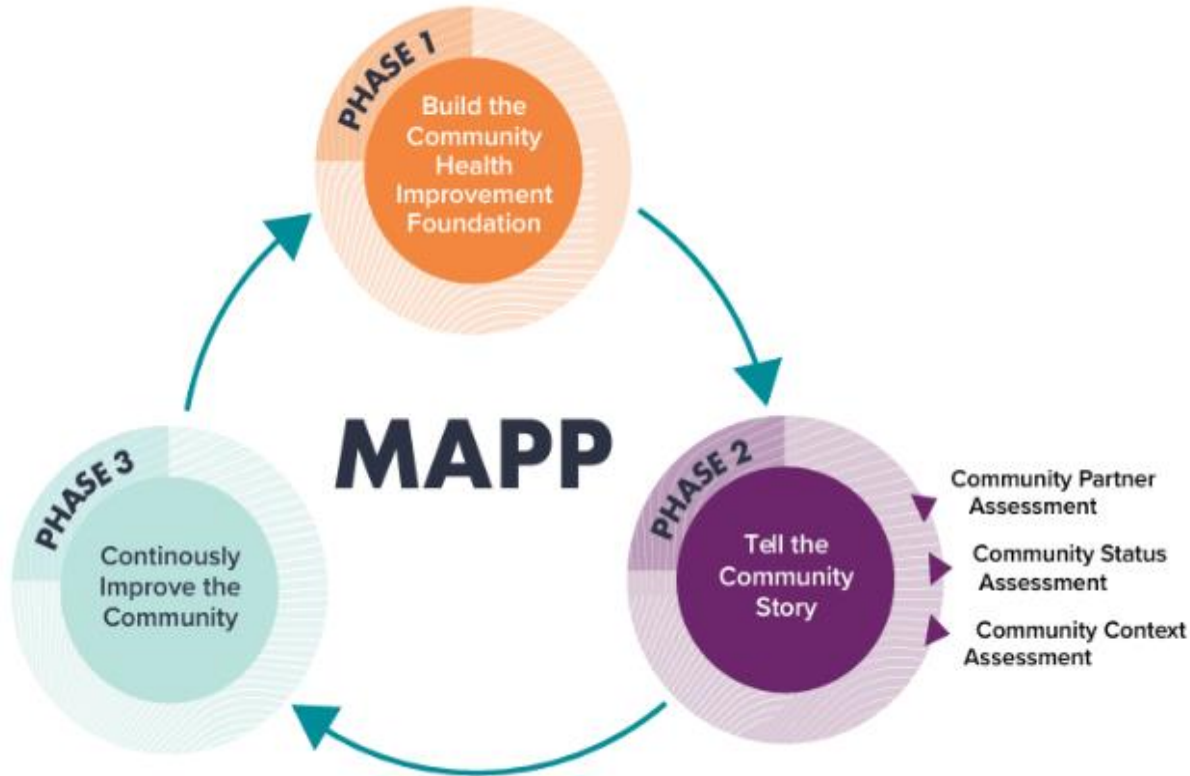 PHASE 1
Build the
Community
Health
Improvement
Foundation
MAPP
PHASE 2
Tell the
Community
Story
Community Partner
Assessment
Community Status
Assessment
Community Context
Assessment
PHASE 3
Continously
Improve the
Community